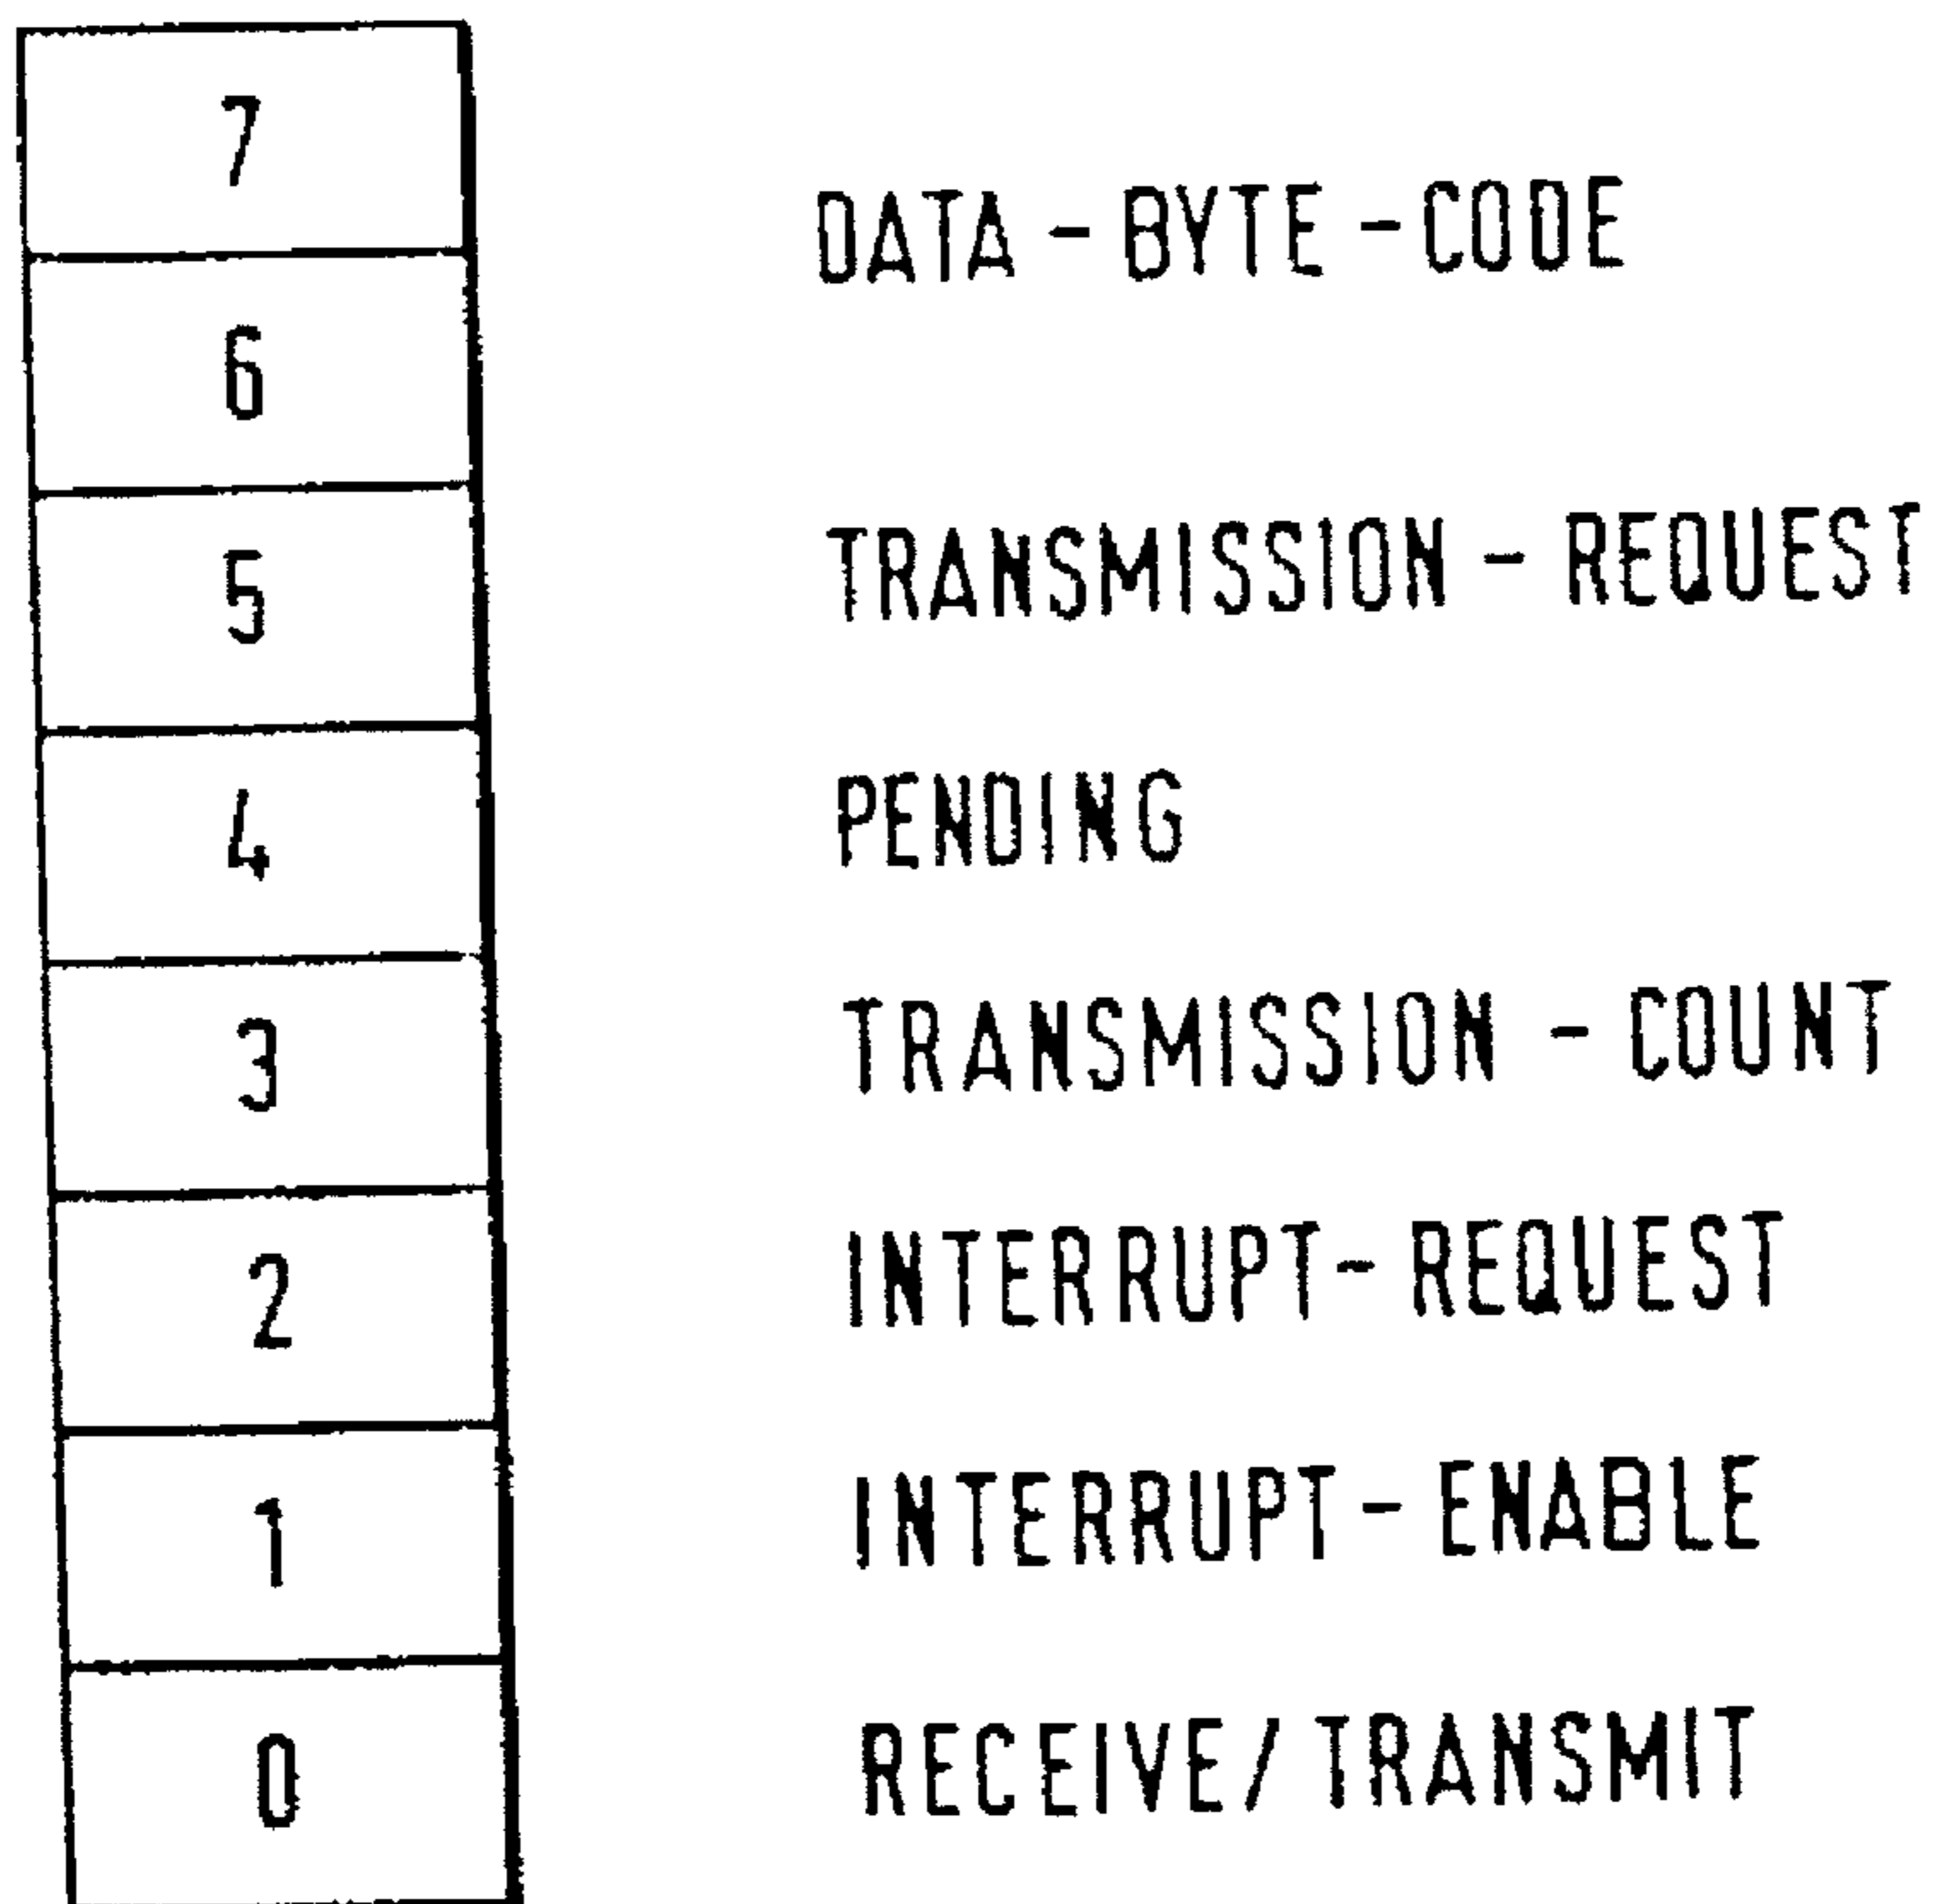 7
DATA-BYTE-CODE
6
5 TRANSMISSION-REQUEST
4 PENDING
3 TRANSMISSION-COUNT
2 INTERRUPT-REQUEST
1 INTERRUPT-ENABLE
0 RECEIVE/TRANSMIT